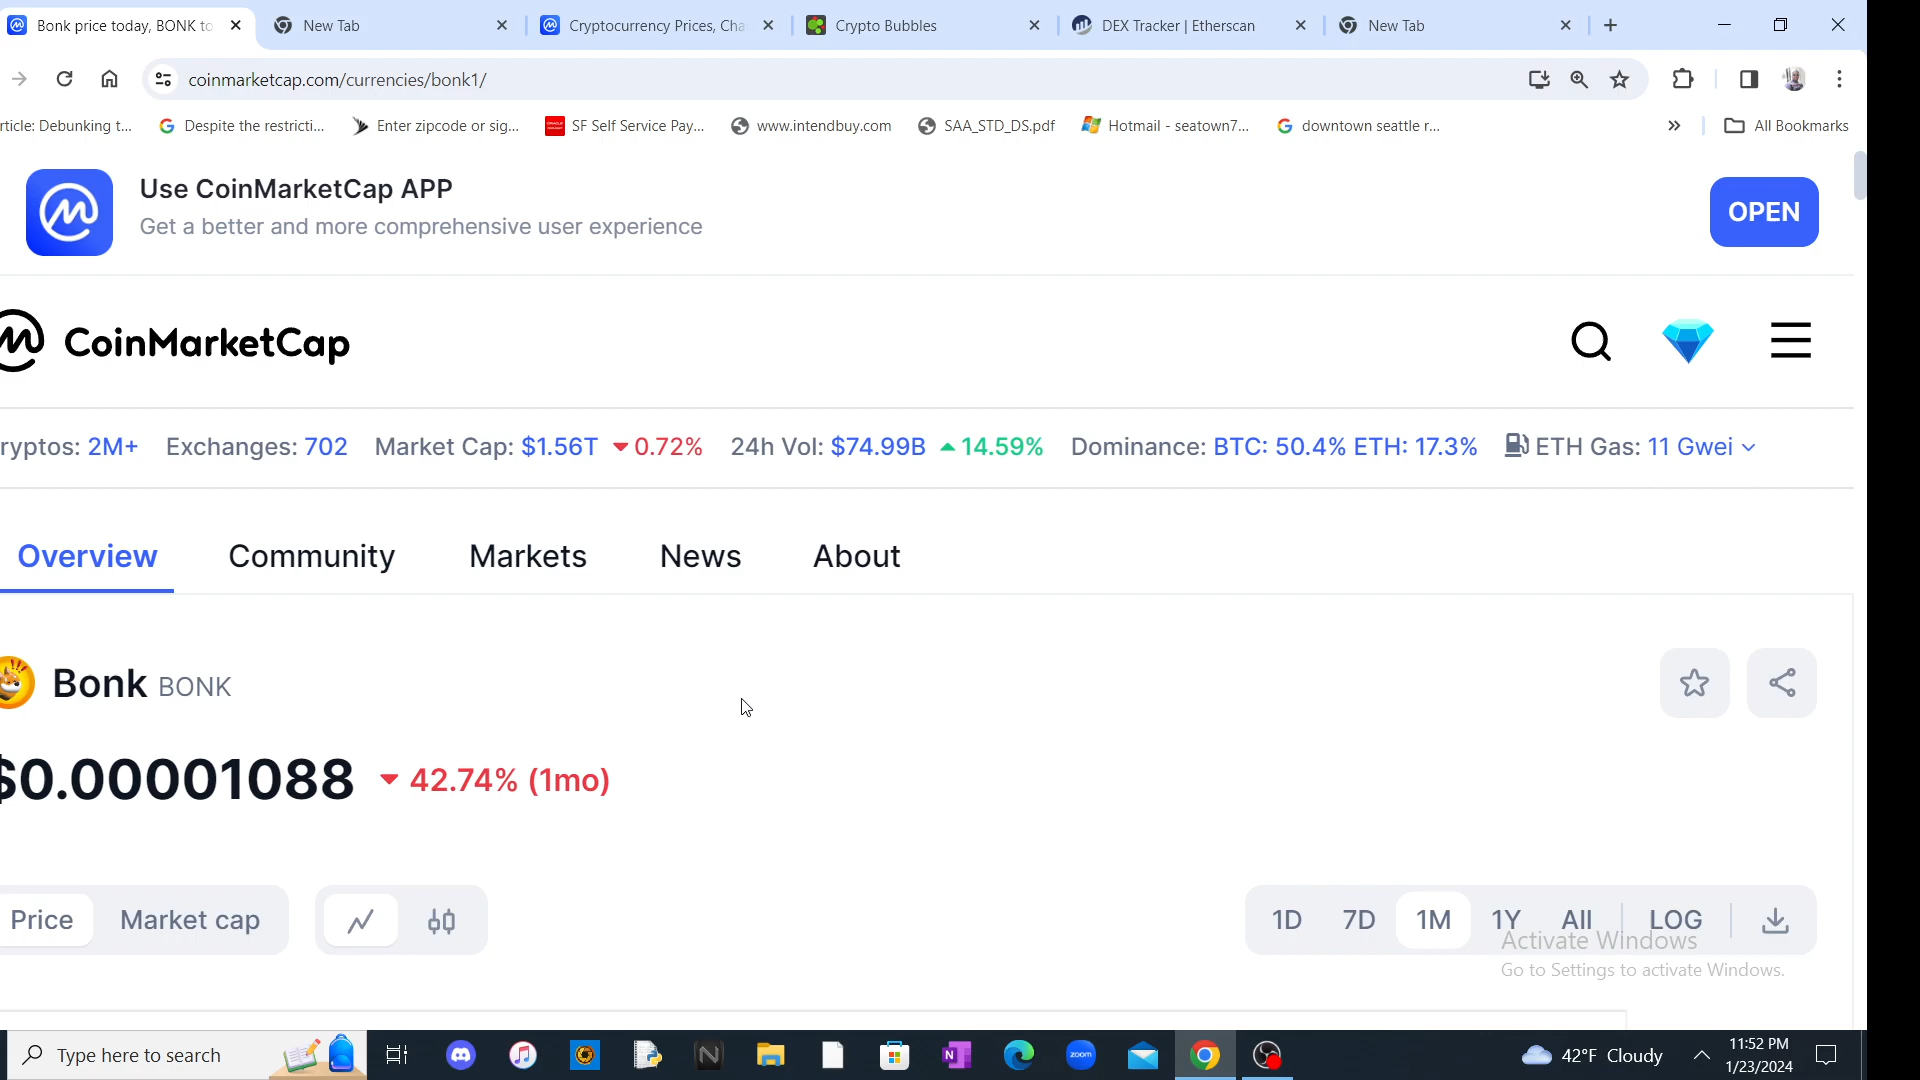 Bonk price today, BONK to
New Tab
Cryptocurrency Prices, Cha
Crypto Bubbles
DEX Tracker | Etherscan
New Tab
coinmarketcap.com/currencies/bonk1/
rticle: Debunking t...
Despite the restricti...
Enter zipcode or sig...
SF Self Service Pay...
www.intendbuy.com
SAA_STD_DS.pdf
Hotmail - seatown7...
downtown seattle r...
All Bookmarks
Use CoinMarketCap APP
Get a better and more comprehensive user experience
OPEN
CoinMarketCap
ryptos: 2M+ Exchanges: 702 Market Cap: $1.56T 0.72% 24h Vol: $74.99B 14.59% Dominance: BTC: 50.4% ETH: 17.3% ETH Gas: 11 Gwei
Overview Community Markets News About
Bonk BONK
$0.00001088 42.74% (1mo)
Price Market cap 1D 7D 1M 1Y All LOG
Activate Windows
Go to Settings to activate Windows.
Type here to search
zoom
42°F Cloudy
11:52 PM
1/23/2024